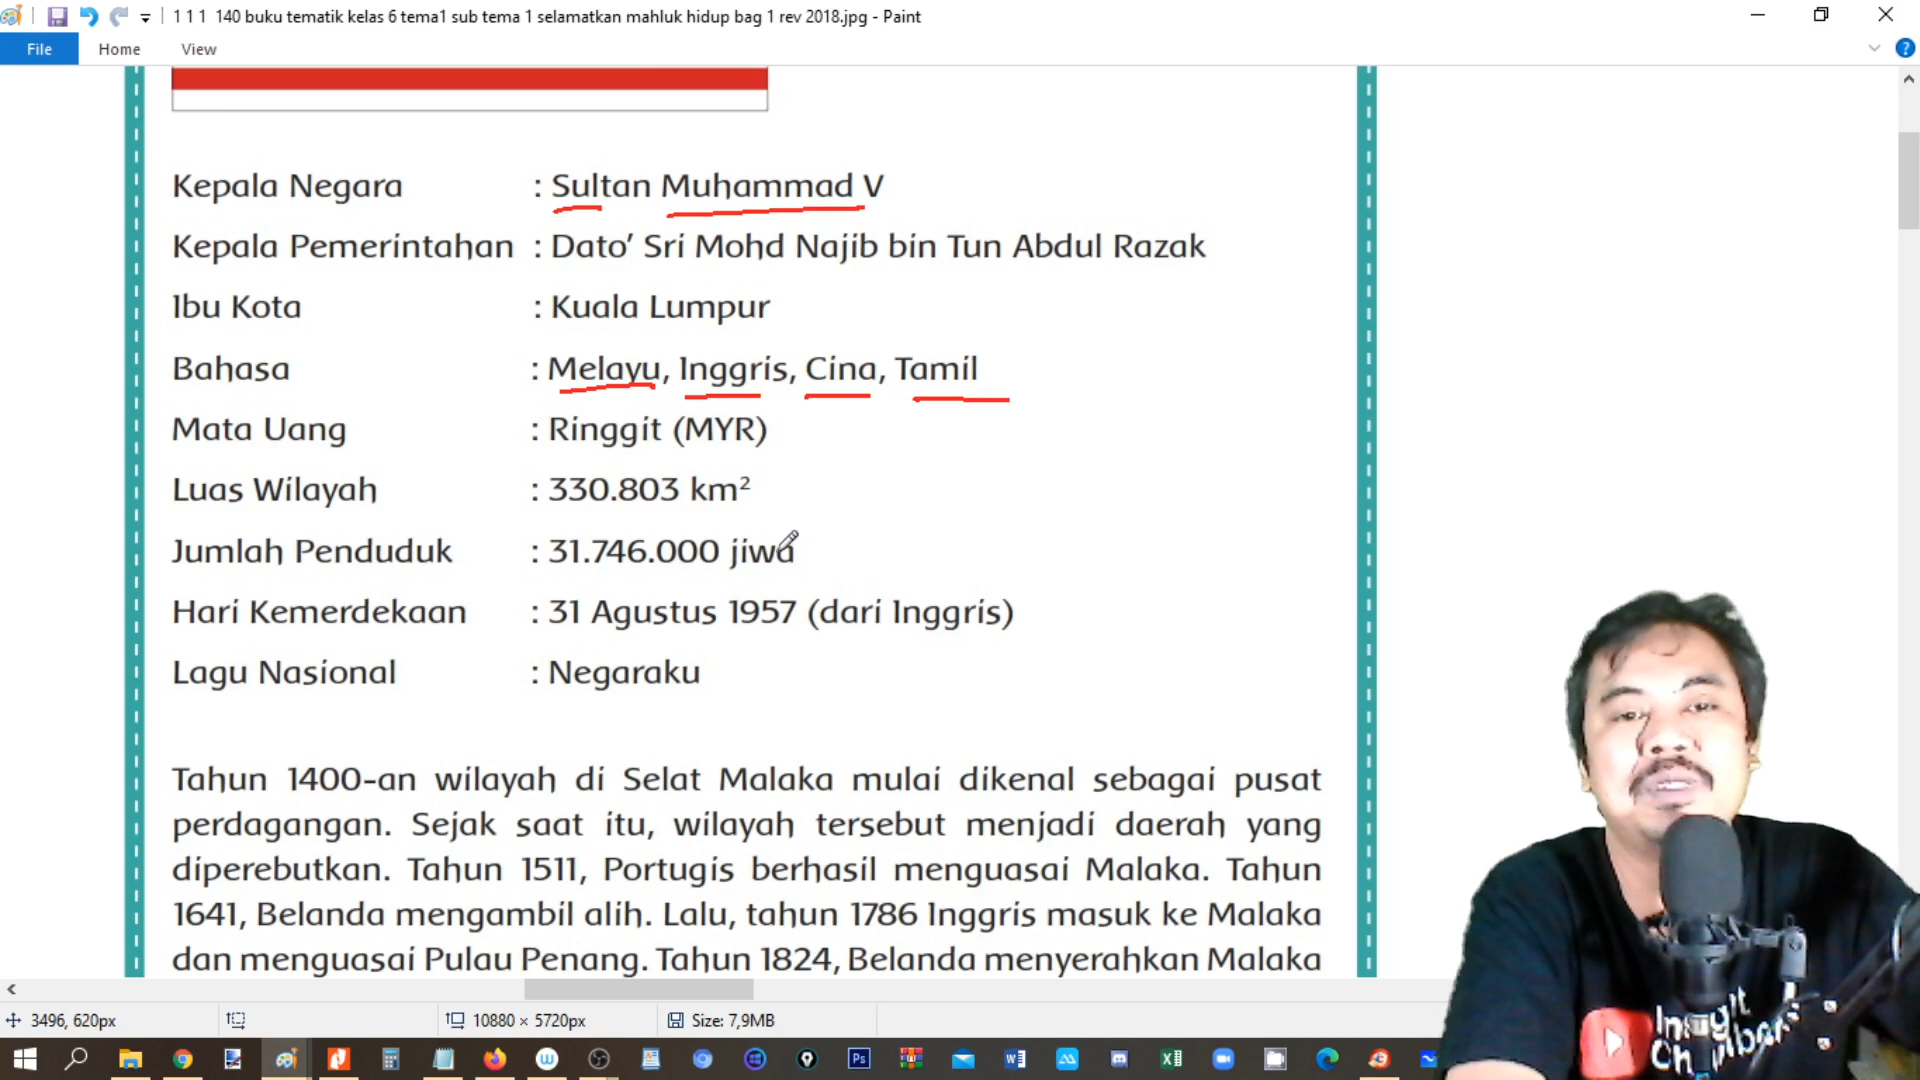 1 1 1 140 buku tematik kelas 6 tema1 sub tema 1 selamatkan mahluk hidup bag 1 rev 2018.jpg - Paint
File Home View
Kepala Negara : Sultan Muhammad V
Kepala Pemerintahan : Dato’ Sri Mohd Najib bin Tun Abdul Razak
Ibu Kota : Kuala Lumpur
Bahasa : Melayu, Inggris, Cina, Tamil
Mata Uang : Ringgit (MYR)
Luas Wilayah : 330.803 km²
Jumlah Penduduk : 31.746.000 jiwa
Hari Kemerdekaan : 31 Agustus 1957 (dari Inggris)
Lagu Nasional : Negaraku
Tahun 1400-an wilayah di Selat Malaka mulai dikenal sebagai pusat
perdagangan. Sejak saat itu, wilayah tersebut menjadi daerah yang
diperebutkan. Tahun 1511, Portugis berhasil menguasai Malaka. Tahun
1641, Belanda mengambil alih. Lalu, tahun 1786 Inggris masuk ke Malaka
dan menguasai Pulau Penang. Tahun 1824, Belanda menyerahkan Malaka
3496, 620px 10880 × 5720px Size: 7,9MB
Ps